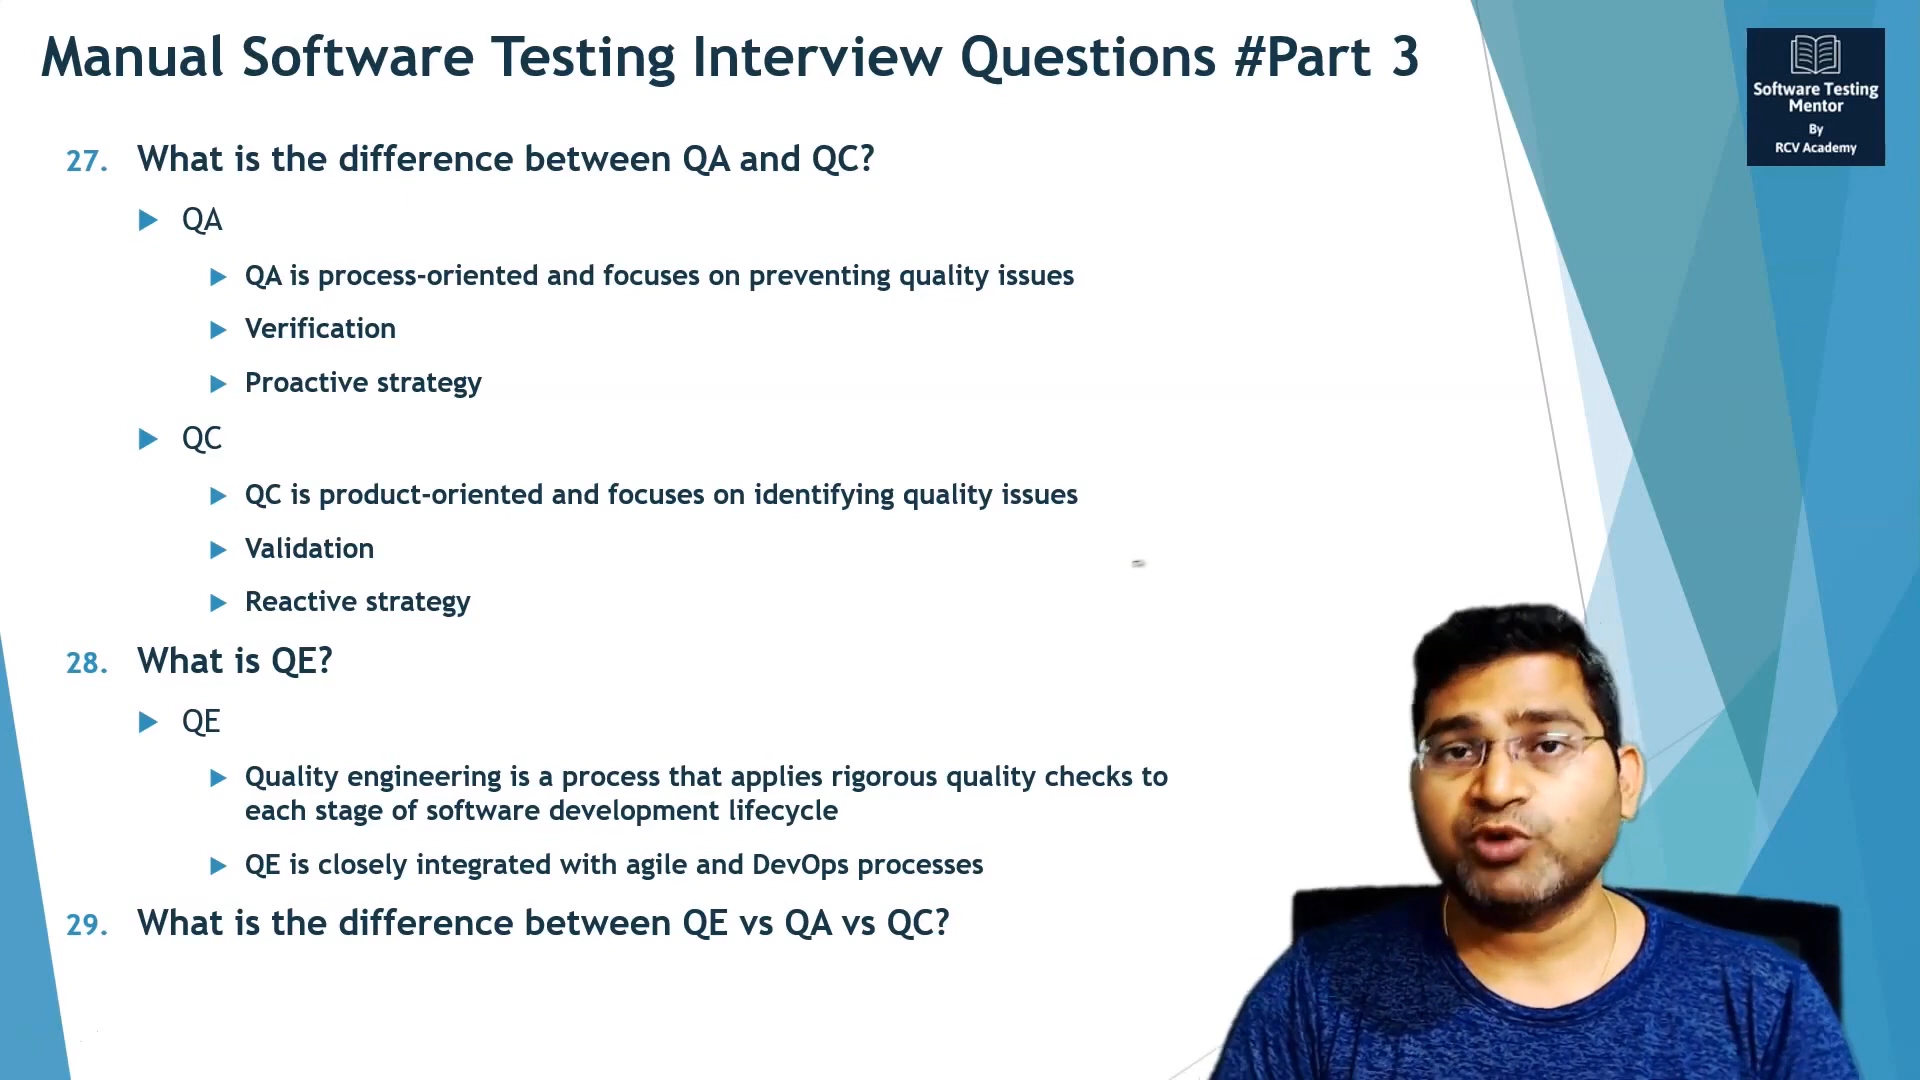 Manual Software Testing Interview Questions #Part 3
Software Testing
Mentor
By
RCV Academy
27. What is the difference between QA and QC?
QA
QA is process-oriented and focuses on preventing quality issues
Verification
Proactive strategy
QC
QC is product-oriented and focuses on identifying quality issues
Validation
Reactive strategy
28. What is QE?
QE
Quality engineering is a process that applies rigorous quality checks to
each stage of software development lifecycle
QE is closely integrated with agile and DevOps processes
29. What is the difference between QE vs QA vs QC?